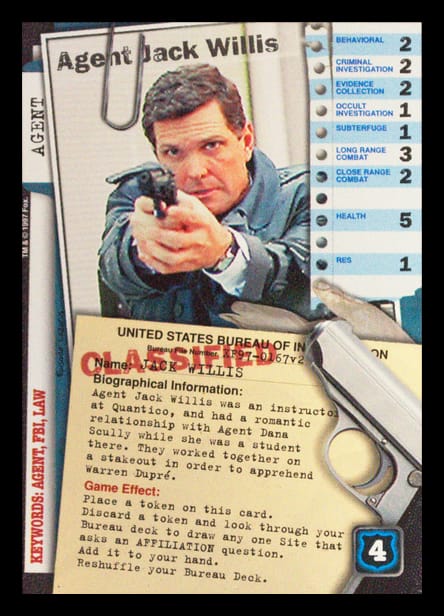 Agent Jack Willis
BEHAVIORAL 2
CRIMINAL INVESTIGATION 2
EVIDENCE COLLECTION 2
OCCULT INVESTIGATION 1
SUBTERFUGE 1
LONG RANGE COMBAT 3
CLOSE RANGE COMBAT 2
HEALTH 5
RES 1
AGENT
TM & © 1997 Fox.
KEYWORDS: AGENT, FBI, LAW
UNITED STATES BUREAU OF IN ON
Bureau File Number: XF97-0167v2
CLASSIFIED
Name: JACK WILLIS
Biographical Information:
Agent Jack Willis was an instructor
at Quantico, and had a romantic
relationship with Agent Dana
Scully while she was a student
there. They worked together on
a stakeout in order to apprehend
Warren Dupré.
Game Effect:
Place a token on this card.
Discard a token and look through your
Bureau deck to draw any one Site that
asks an AFFILIATION question.
Add it to your hand.
Reshuffle your Bureau Deck.
4